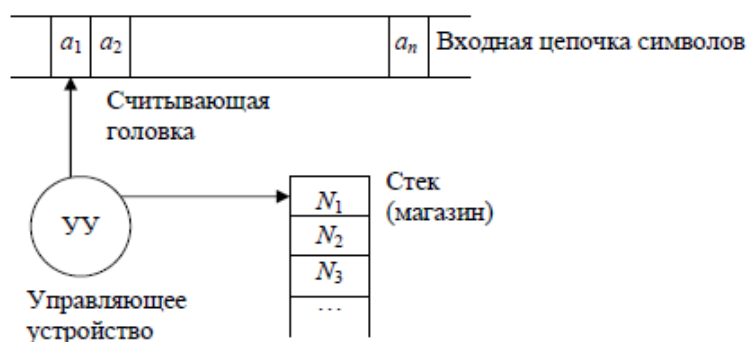 a1 a2 an Входная цепочка символов
Считывающая
головка
Стек
(магазин)
N1
УУ
N2
N3
...
Управляющее
устройство